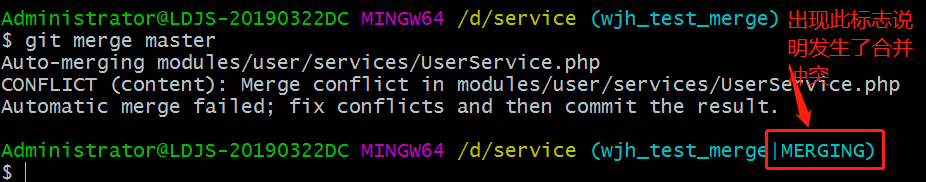 Administrator@LDJS-20190322DC MINGW64 /d/service (wjh_test_merge)
$ git merge master
Auto-merging modules/user/services/UserService.php
CONFLICT (content): Merge conflict in modules/user/services/UserService.php
Automatic merge failed; fix conflicts and then commit the result.
Administrator@LDJS-20190322DC MINGW64 /d/service (wjh_test_merge|MERGING)
$
出现此标志说
明发生了合并
冲突